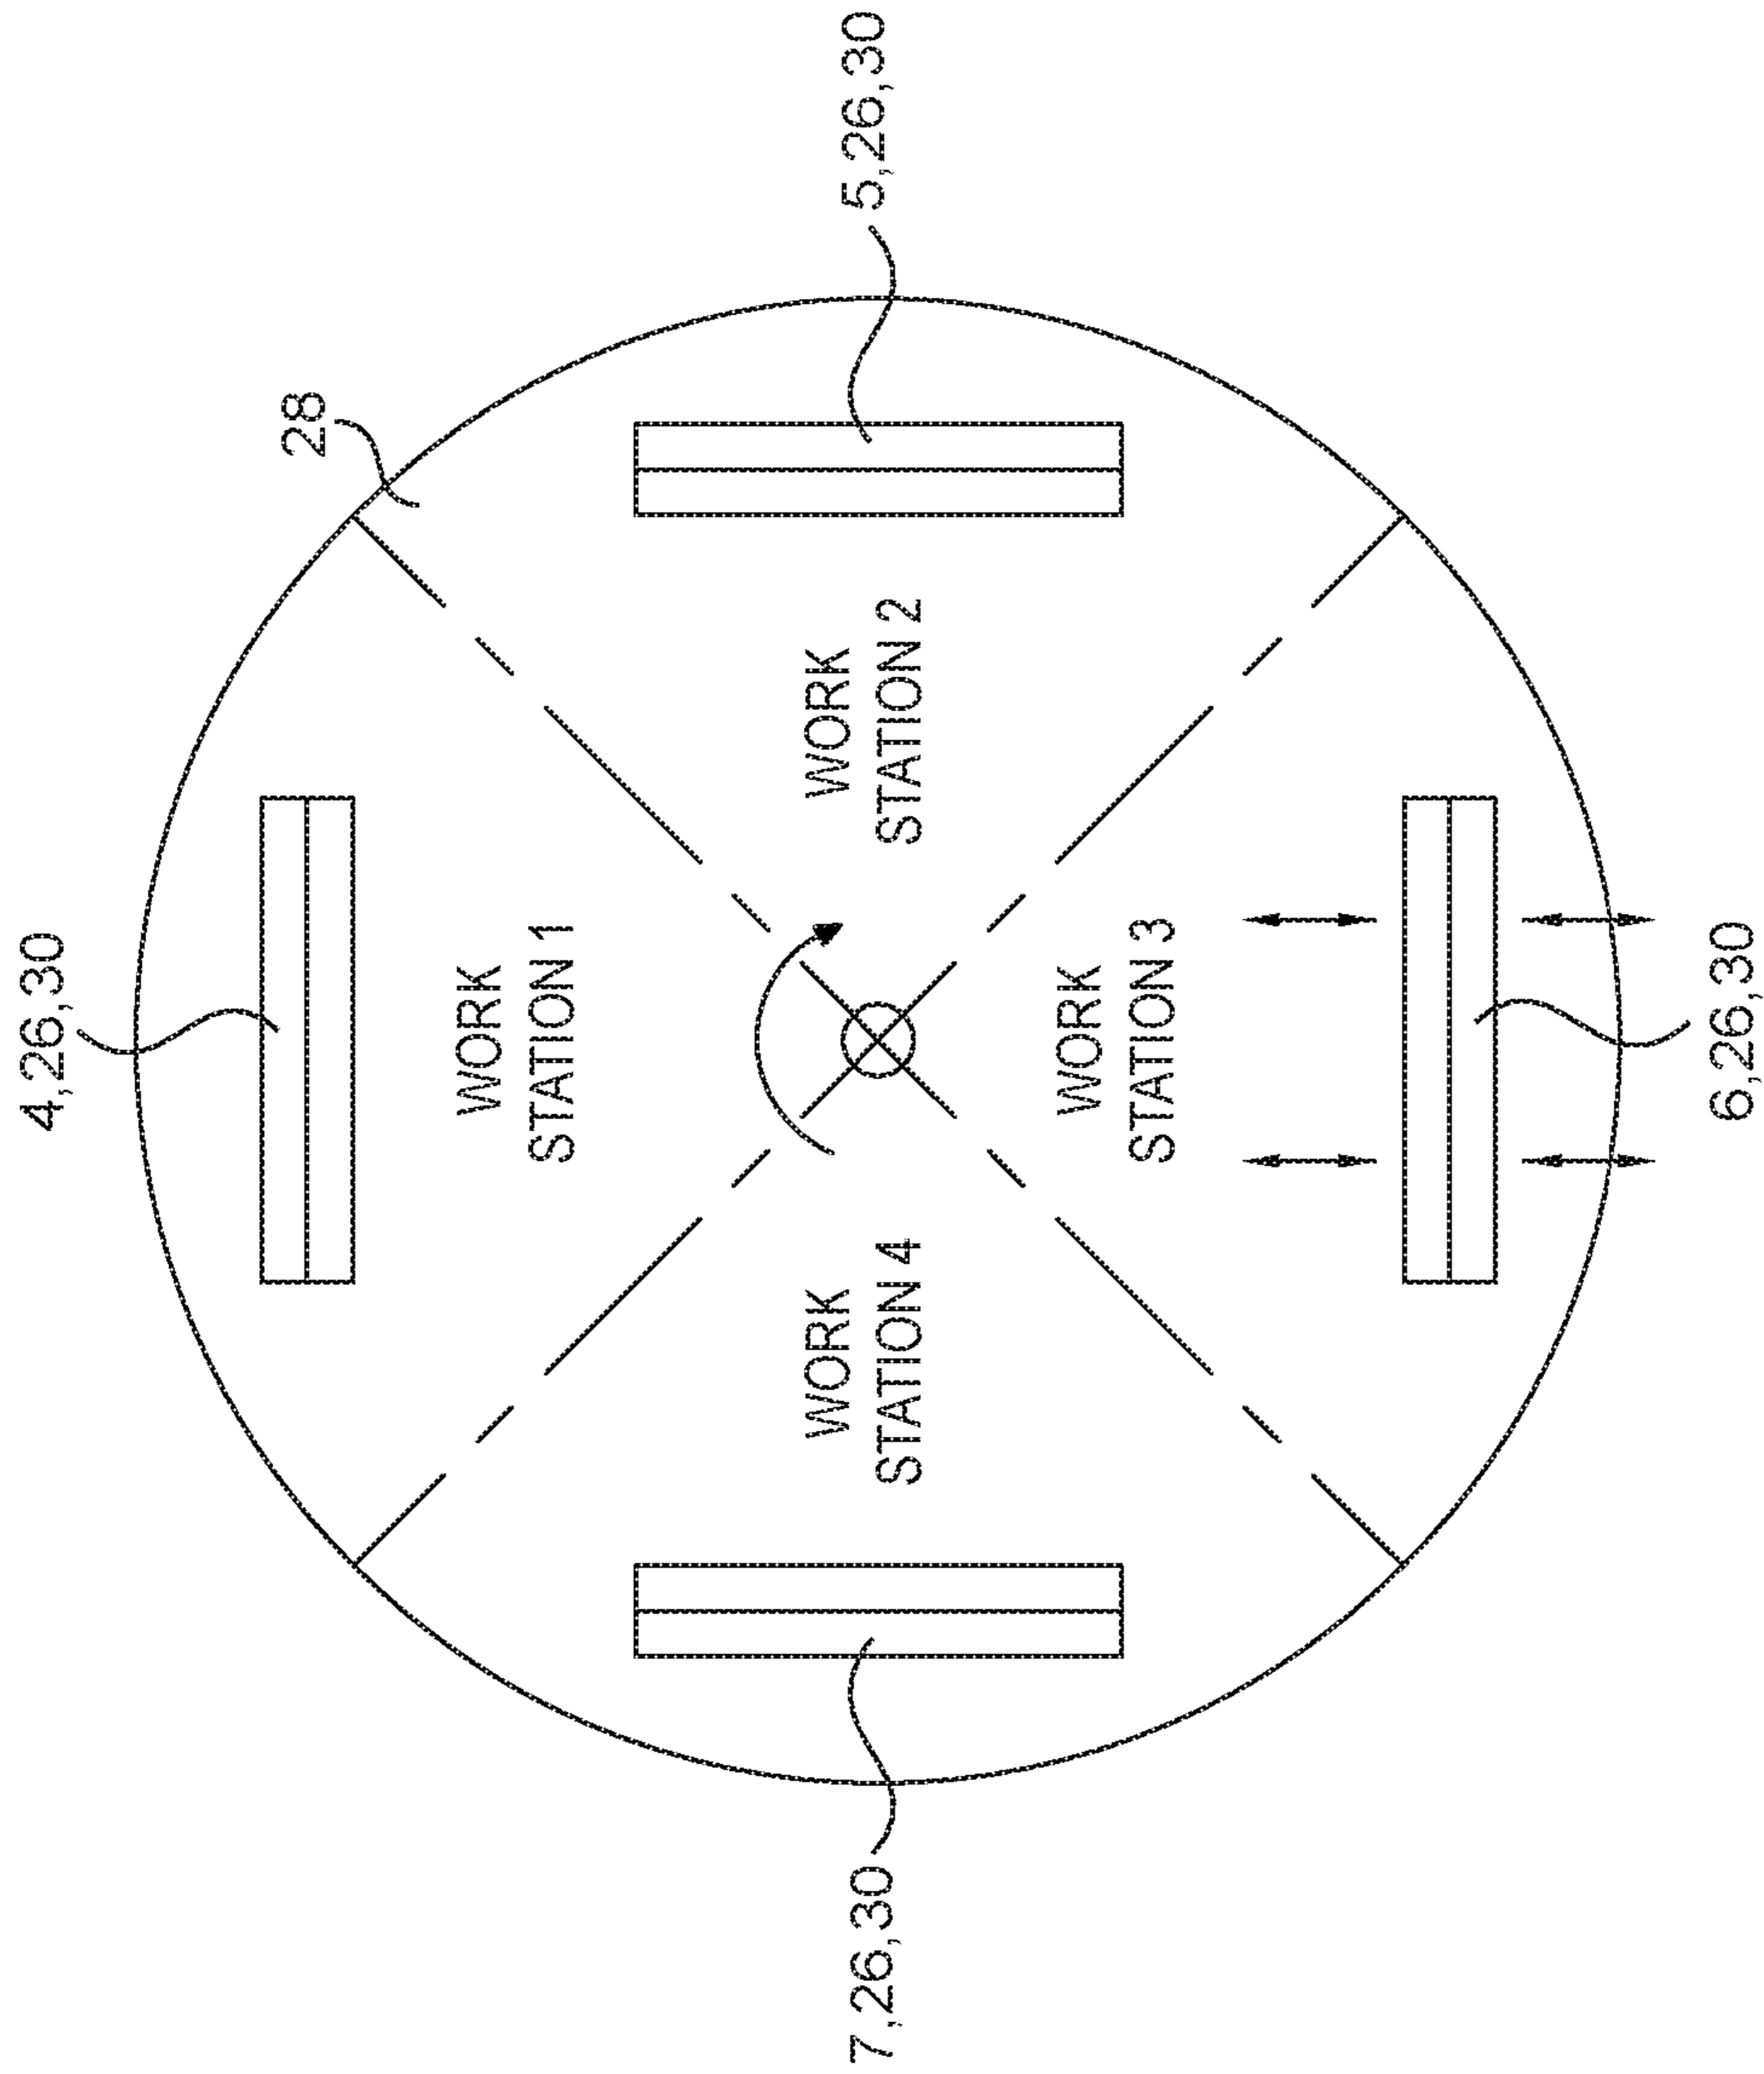 4,26,30
28
WORK
STATION 1
7,26,30
WORK
STATION 4
WORK
STATION 2
5,26,30
WORK
STATION 3
6,26,30